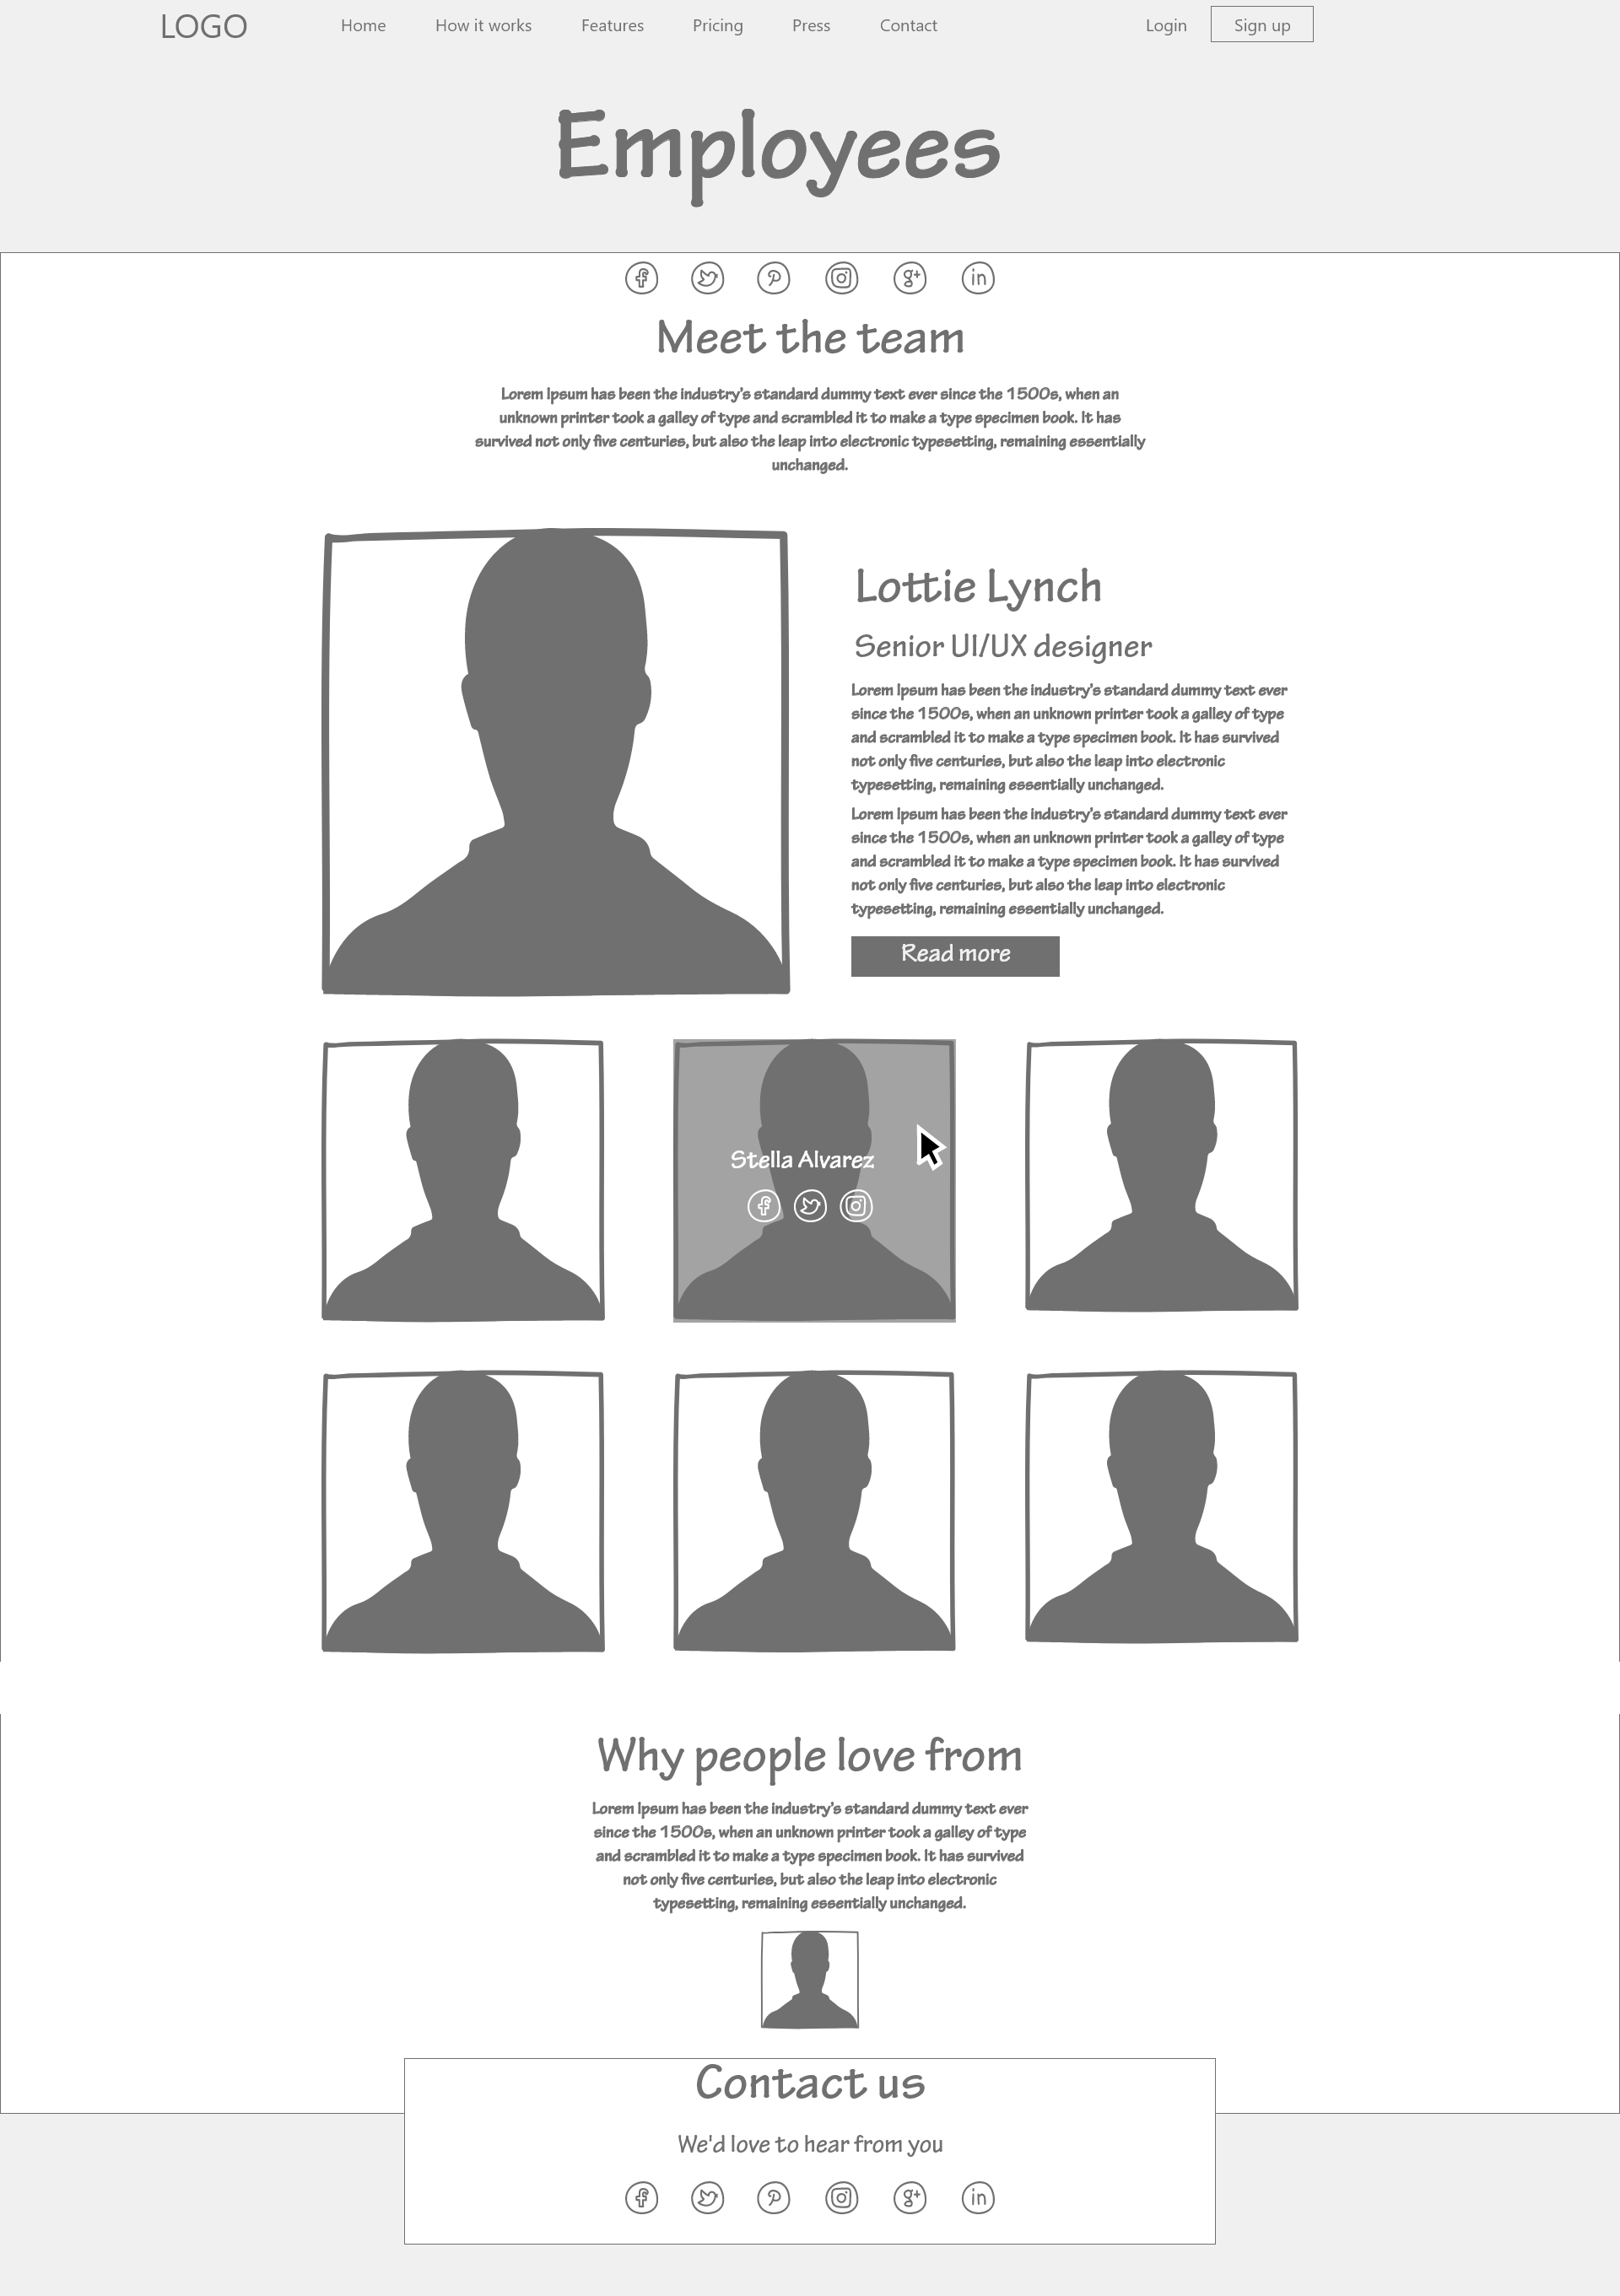 LOGO Home How it works Features Pricing Press Contact Login Sign up
Employees
Meet the team
Lorem Ipsum has been the industry's standard dummy text ever since the 1500s, when an
unknown printer took a galley of type and scrambled it to make a type specimen book. It has
survived not only five centuries, but also the leap into electronic typesetting, remaining essentially
unchanged.
Lottie Lynch
Senior UI/UX designer
Lorem Ipsum has been the industry's standard dummy text ever
since the 1500s, when an unknown printer took a galley of type
and scrambled it to make a type specimen book. It has survived
not only five centuries, but also the leap into electronic
typesetting, remaining essentially unchanged.
Lorem Ipsum has been the industry's standard dummy text ever
since the 1500s, when an unknown printer took a galley of type
and scrambled it to make a type specimen book. It has survived
not only five centuries, but also the leap into electronic
typesetting, remaining essentially unchanged.
Read more
Stella Alvarez
Why people love from
Lorem Ipsum has been the industry's standard dummy text ever
since the 1500s, when an unknown printer took a galley of type
and scrambled it to make a type specimen book. It has survived
not only five centuries, but also the leap into electronic
typesetting, remaining essentially unchanged.
Contact us
We'd love to hear from you